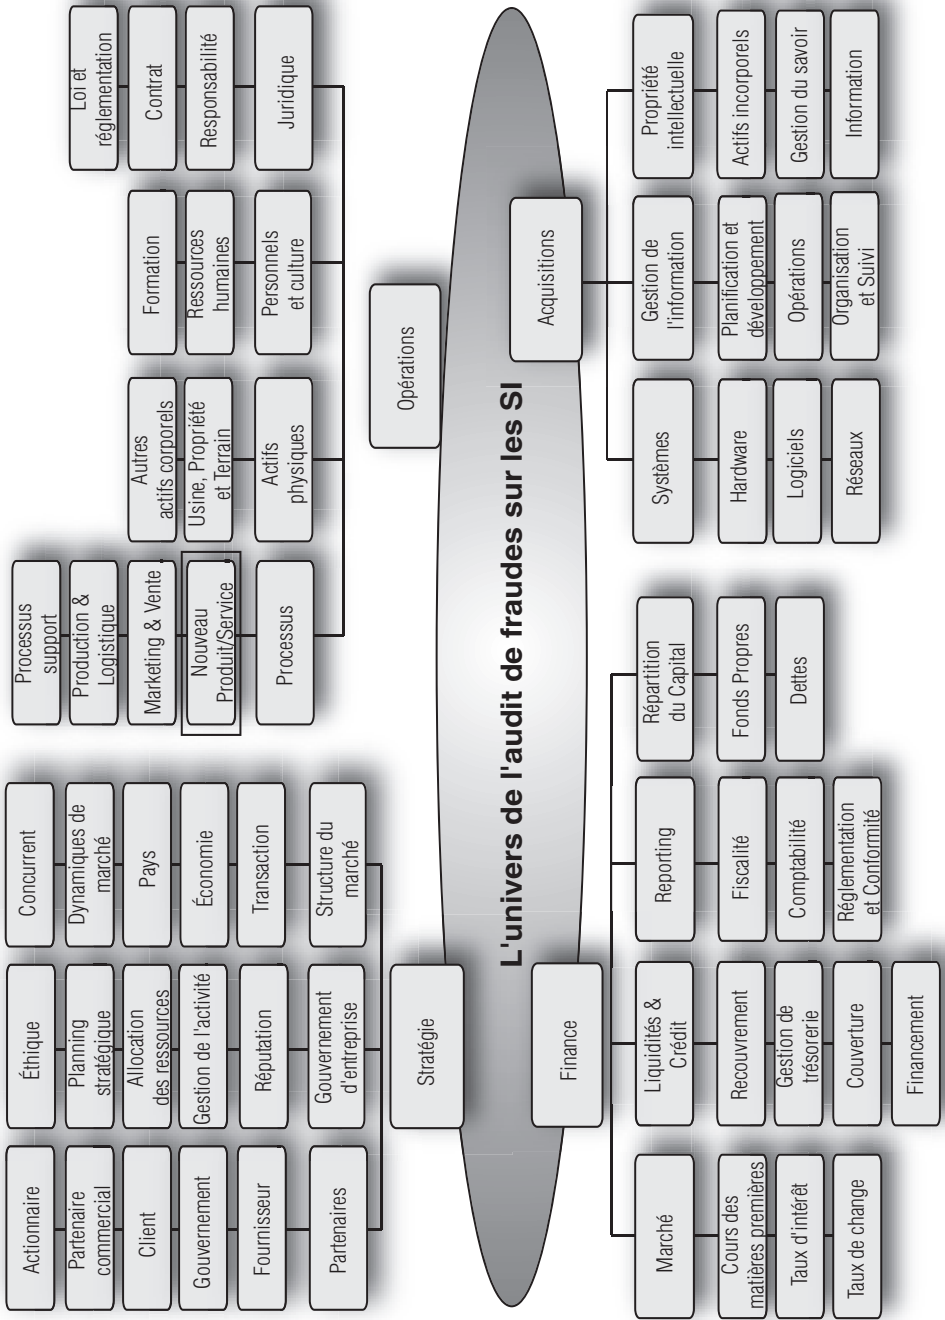 Actionnaire
Partenaire
commercial
Client
Gouvernement
Fournisseur
Partenaires
Éthique
Planning
stratégique
Allocation
des ressources
Gestion de l'activité
Réputation
Gouvernement
d'entreprise
Concurrent
Dynamiques de
marché
Pays
Économie
Transaction
Structure du
marché
Stratégie
Processus
support
Production &
Logistique
Marketing & Vente
Nouveau
Produit/Service
Processus
Autres
actifs corporels
Usine, Propriété
et Terrain
Actifs
physiques
Formation
Ressources
humaines
Personnels
et culture
Loi et
réglementation
Contrat
Responsabilité
Juridique
Opérations
L'univers de l'audit de fraudes sur les SI
Finance
Marché
Cours des
matières premières
Taux d'intérêt
Taux de change
Liquidités &
Crédit
Recouvrement
Gestion de
trésorerie
Couverture
Financement
Reporting
Fiscalité
Comptabilité
Réglementation
et Conformité
Répartition
du Capital
Fonds Propres
Dettes
Acquisitions
Systèmes
Hardware
Logiciels
Réseaux
Gestion de
l'information
Planification et
développement
Opérations
Organisation
et Suivi
Propriété
intellectuelle
Actifs incorporels
Gestion du savoir
Information